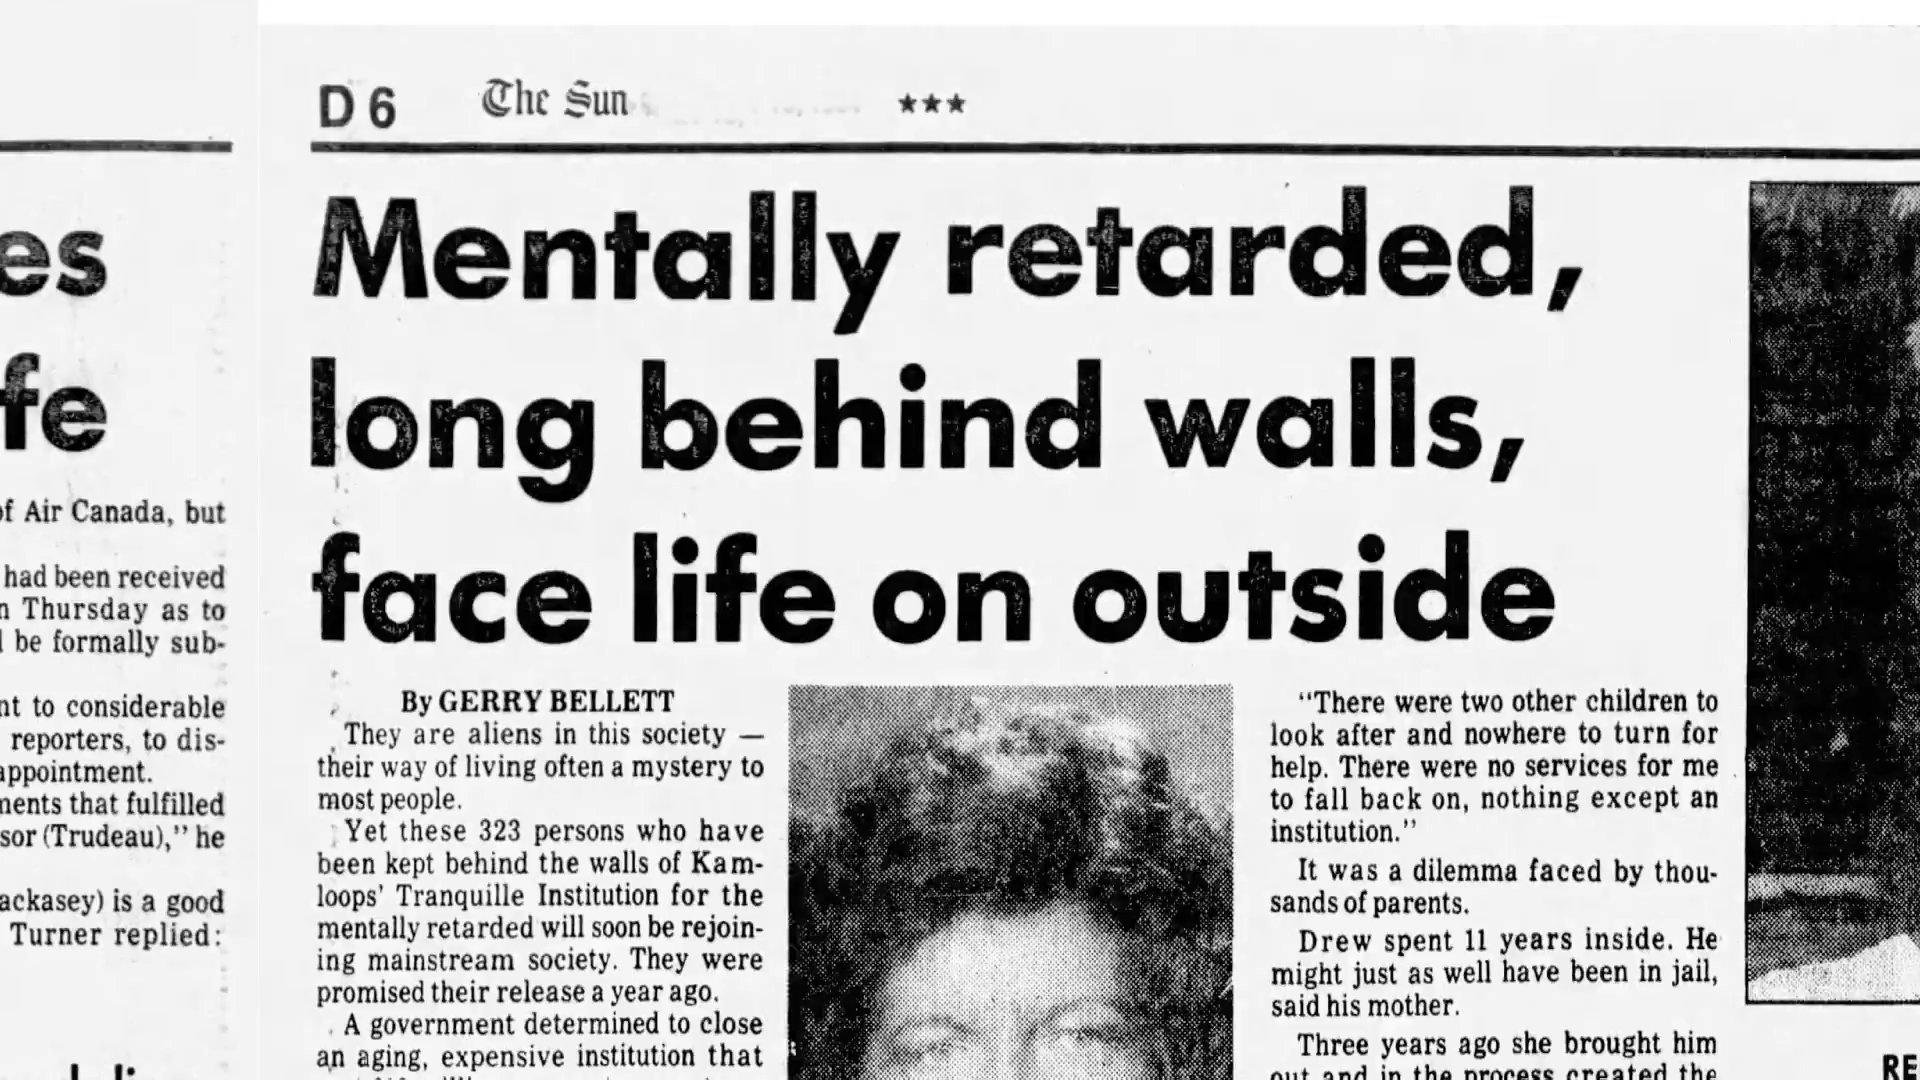 es
fe
of Air Canada, but
had been received
n Thursday as to
l be formally sub-
nt to considerable
reporters, to dis-
appointment.
ments that fulfilled
sor (Trudeau)," he
ackasey) is a good
Turner replied:
D 6 The Sun ★★★
Mentally retarded,
long behind walls,
face life on outside
By GERRY BELLETT
They are aliens in this society —
their way of living often a mystery to
most people.
Yet these 323 persons who have
been kept behind the walls of Kam-
loops' Tranquille Institution for the
mentally retarded will soon be rejoin-
ing mainstream society. They were
promised their release a year ago.
A government determined to close
an aging, expensive institution that
"There were two other children to
look after and nowhere to turn for
help. There were no services for me
to fall back on, nothing except an
institution."
It was a dilemma faced by thou-
sands of parents.
Drew spent 11 years inside. He
might just as well have been in jail,
said his mother.
Three years ago she brought him
out and in the process created the
RE